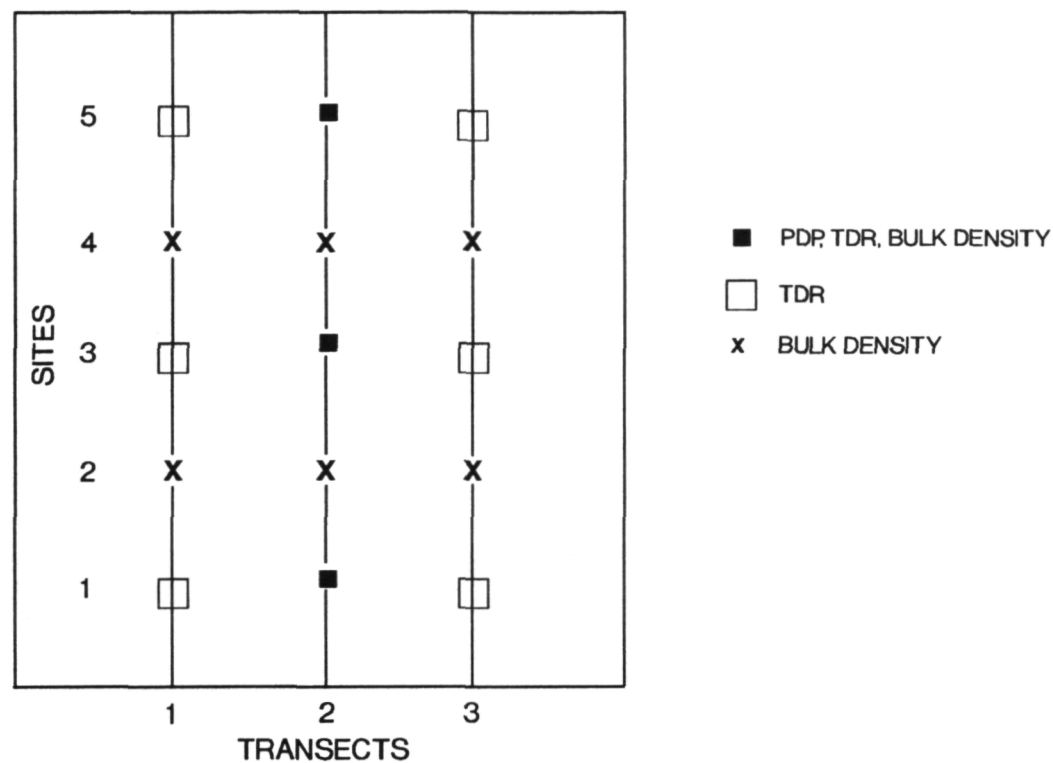 5
4
3
2
1
SITES
1 2 3
TRANSECTS
PDP, TDR, BULK DENSITY
TDR
x BULK DENSITY